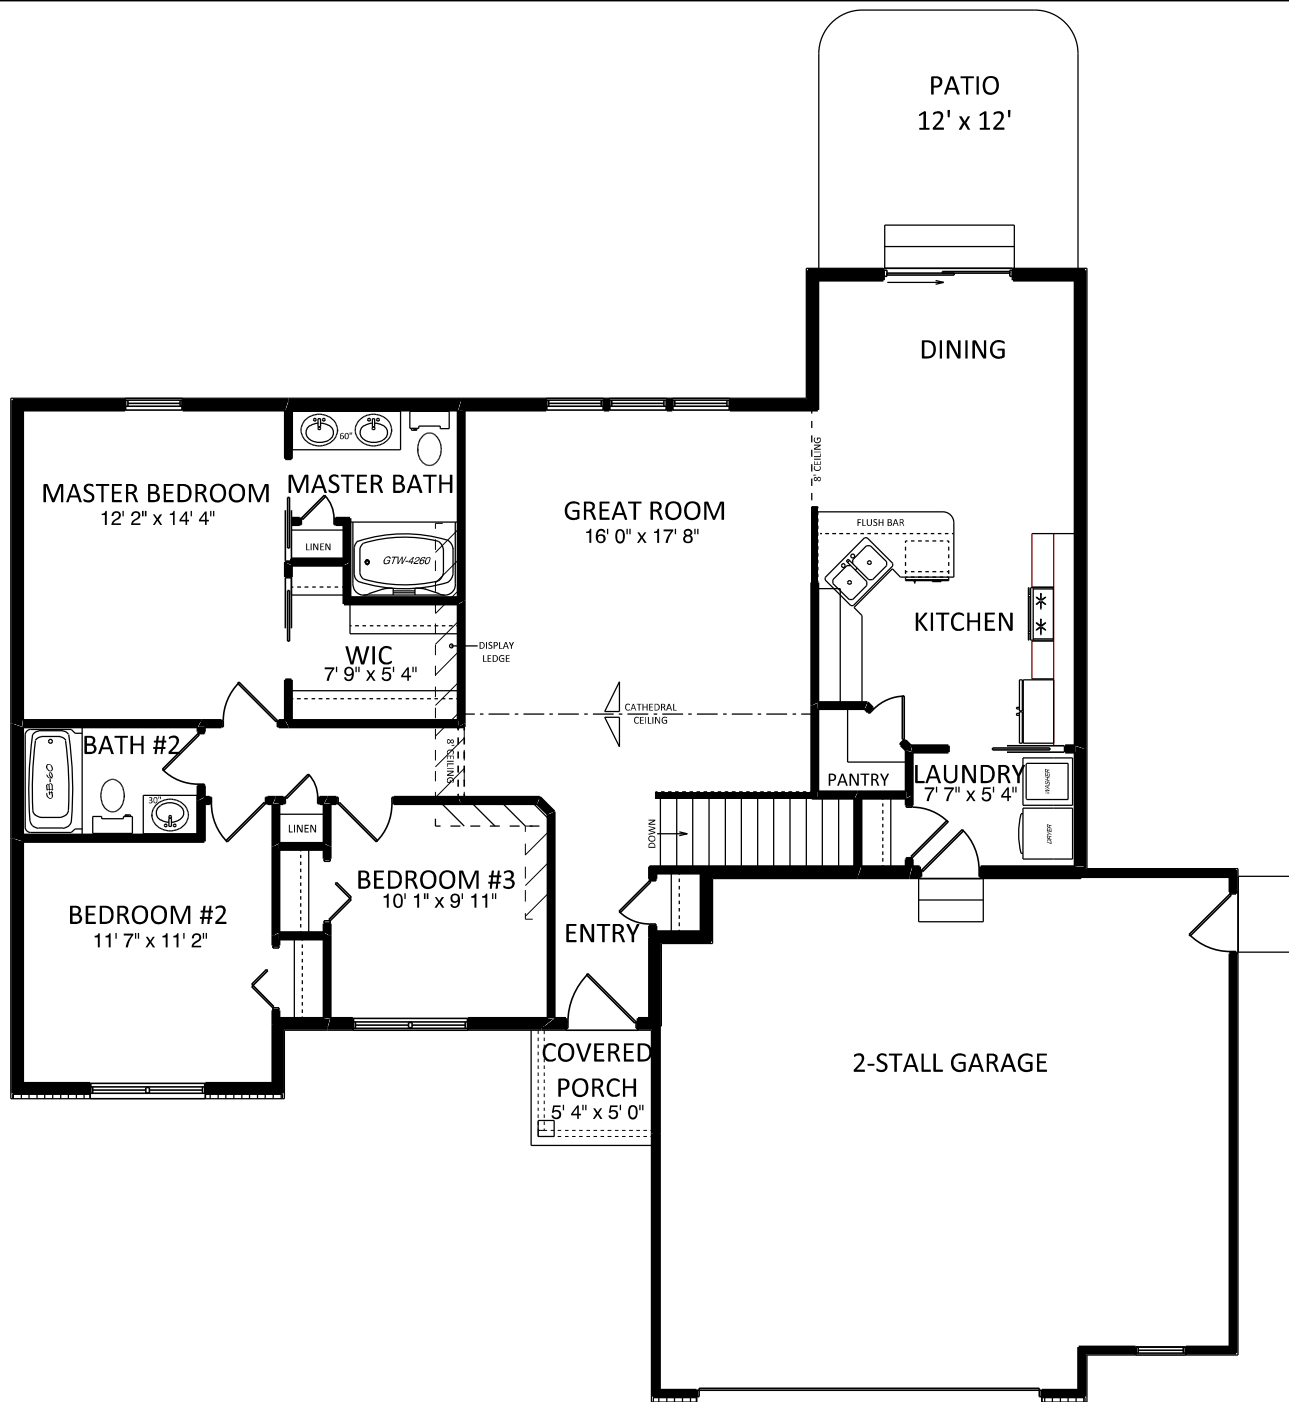 PATIO
12' x 12'
DINING
8' CEILING
MASTER BEDROOM
12' 2" x 14' 4"
60"
MASTER BATH
LINEN
GTW-4260
GREAT ROOM
16' 0" x 17' 8"
FLUSH BAR
KITCHEN
WIC
7' 9" x 5' 4"
DISPLAY
LEDGE
CATHEDRAL
CEILING
8' CEILING
BATH #2
GB-60
30"
PANTRY
LAUNDRY
7' 7" x 5' 4"
WASHER
DRYER
LINEN
DOWN
BEDROOM #3
10' 1" x 9' 11"
BEDROOM #2
11' 7" x 11' 2"
ENTRY
COVERED
PORCH
5' 4" x 5' 0"
2-STALL GARAGE